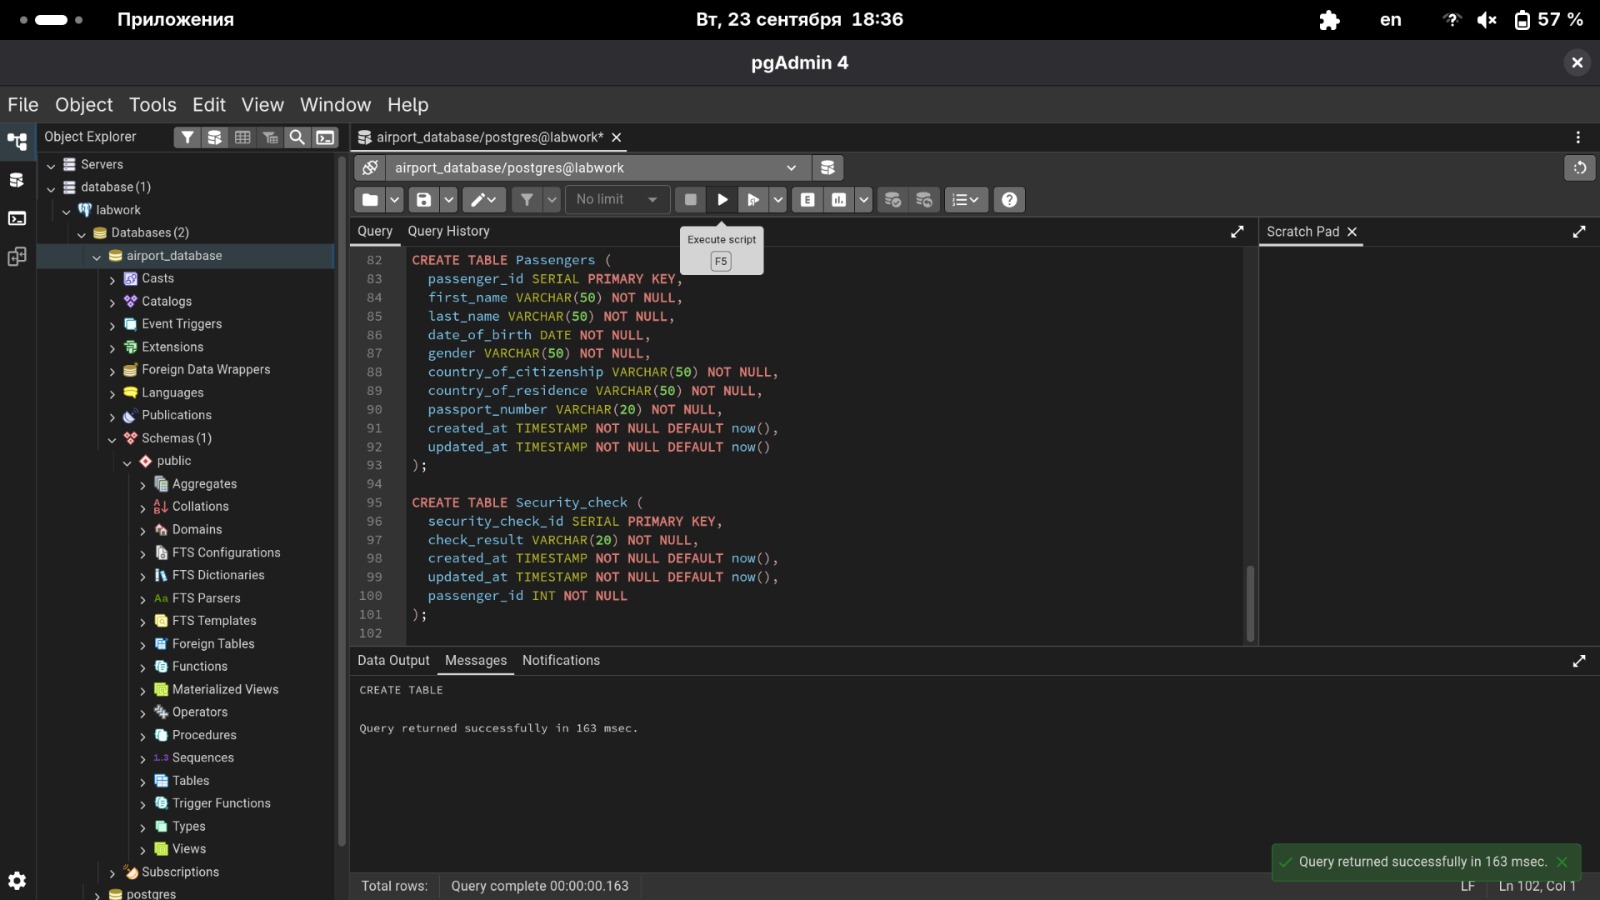 Приложения
Вт, 23 сентября 18:36
en
57 %
pgAdmin 4
File Object Tools Edit View Window Help
Object Explorer
airport_database/postgres@labwork*
airport_database/postgres@labwork
No limit
Query Query History
Execute script
F5
Scratch Pad
Servers
database (1)
labwork
Databases (2)
airport_database
Casts
Catalogs
Event Triggers
Extensions
Foreign Data Wrappers
Languages
Publications
Schemas (1)
public
Aggregates
Collations
Domains
FTS Configurations
FTS Dictionaries
Aa FTS Parsers
FTS Templates
Foreign Tables
Functions
Materialized Views
Operators
Procedures
1..3 Sequences
Tables
Trigger Functions
Types
Views
Subscriptions
postgres
82 CREATE TABLE Passengers (
83 passenger_id SERIAL PRIMARY KEY,
84 first_name VARCHAR(50) NOT NULL,
85 last_name VARCHAR(50) NOT NULL,
86 date_of_birth DATE NOT NULL,
87 gender VARCHAR(50) NOT NULL,
88 country_of_citizenship VARCHAR(50) NOT NULL,
89 country_of_residence VARCHAR(50) NOT NULL,
90 passport_number VARCHAR(20) NOT NULL,
91 created_at TIMESTAMP NOT NULL DEFAULT now(),
92 updated_at TIMESTAMP NOT NULL DEFAULT now()
93 );
94
95 CREATE TABLE Security_check (
96 security_check_id SERIAL PRIMARY KEY,
97 check_result VARCHAR(20) NOT NULL,
98 created_at TIMESTAMP NOT NULL DEFAULT now(),
99 updated_at TIMESTAMP NOT NULL DEFAULT now(),
100 passenger_id INT NOT NULL
101 );
102
Data Output Messages Notifications
CREATE TABLE
Query returned successfully in 163 msec.
Query returned successfully in 163 msec.
Total rows: Query complete 00:00:00.163
LF Ln 102, Col 1